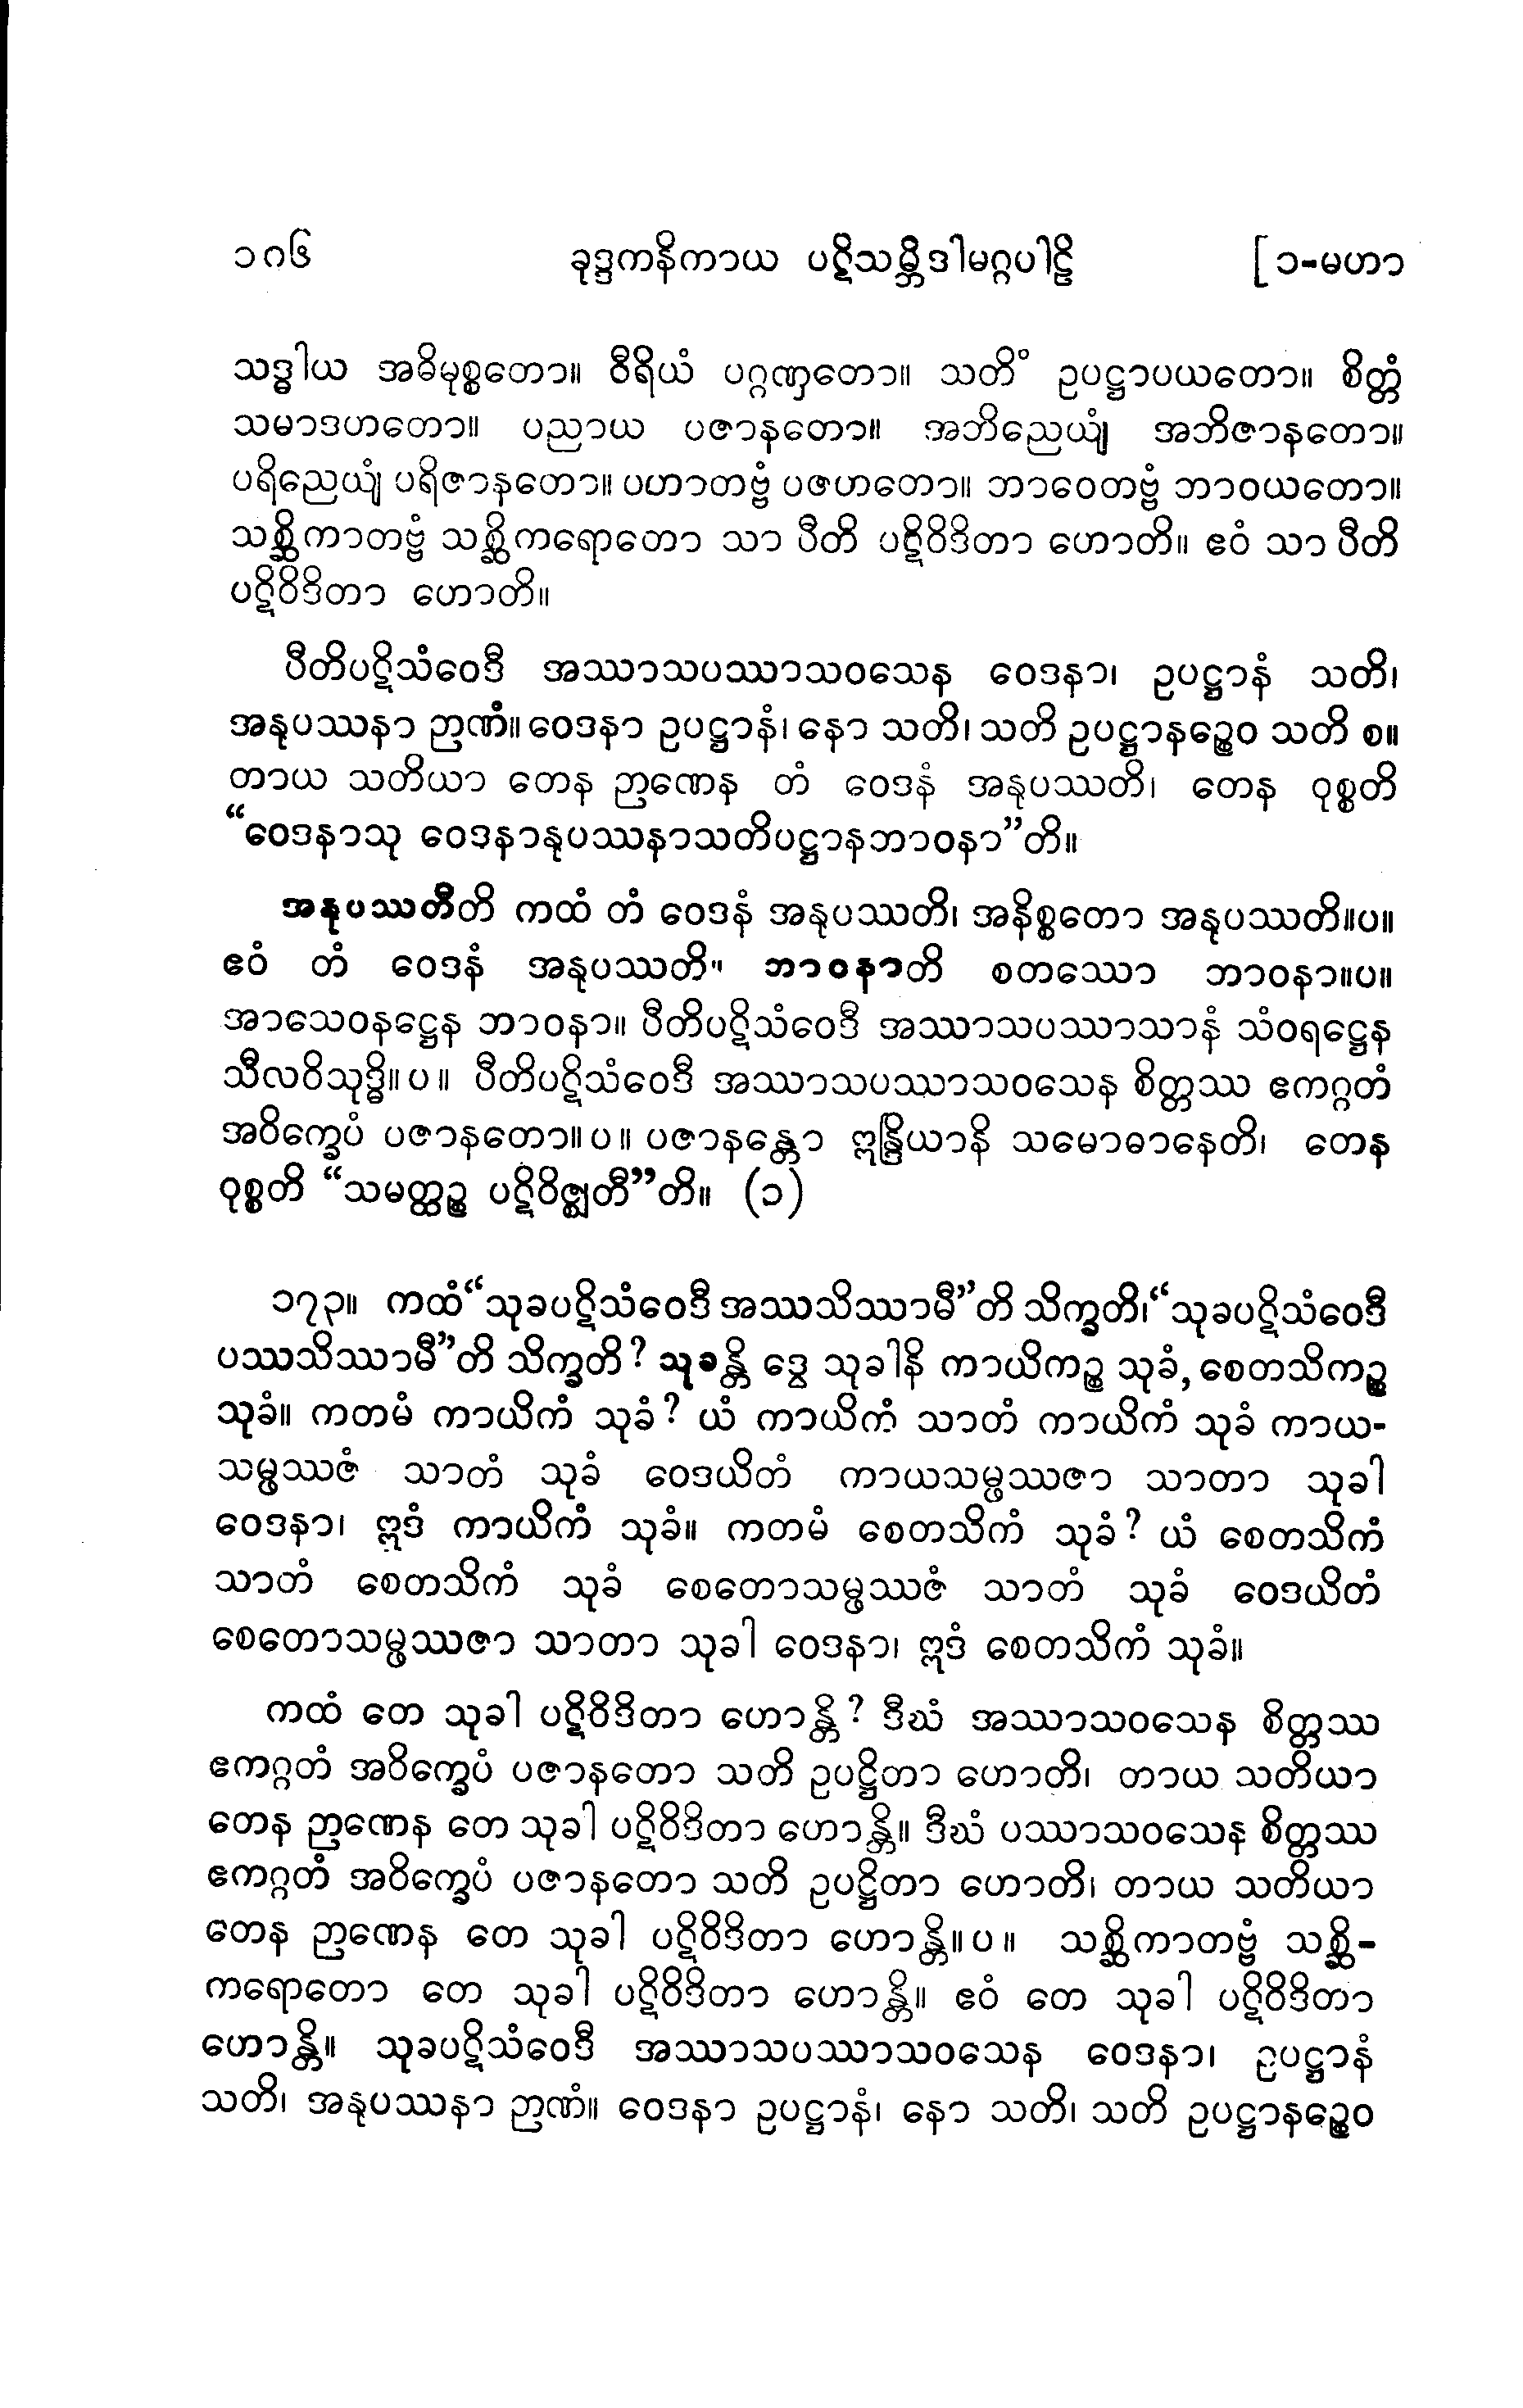 ၁၈၆ ခုဒ္ဒကနိကာယ ပဋိသမ္ဘိဒါမဂ္ဂပါဠိ [ ၁-မဟာ
သဒ္ဓါယ အဓိမုစ္စတော။ ဝီရိယံ ပဂ္ဂဏှတော။ သတိံ ဥပဋ္ဌာပယတော။ စိတ္တံ
သမာဒဟတော။ ပညာယ ပဇာနတော။ အဘိညေယျံ အဘိဇာနတော။
ပရိညေယျံ ပရိဇာနတော။ ပဟာတဗ္ဗံ ပဇဟတော။ ဘာဝေတဗ္ဗံ ဘာဝယတော။
သစ္ဆိကာတဗ္ဗံ သစ္ဆိကရောတော သာ ပီတိ ပဋိဝိဒိတာ ဟောတိ။ ဧဝံ သာ ပီတိ
ပဋိဝိဒိတာ ဟောတိ။
ပီတိပဋိသံဝေဒီ အဿာသပဿာသဝသေန ဝေဒနာ၊ ဥပဋ္ဌာနံ သတိ၊
အနုပဿနာ ဉာဏံ။ ဝေဒနာ ဥပဋ္ဌာနံ၊ နော သတိ၊ သတိ ဥပဋ္ဌာနဉ္စေဝ သတိ စ။
တာယ သတိယာ တေန ဉာဏေန တံ ဝေဒနံ အနုပဿတိ၊ တေန ဝုစ္စတိ
“ဝေဒနာသု ဝေဒနာနုပဿနာသတိပဋ္ဌာနဘာဝနာ”တိ။
အနုပဿတီတိ ကထံ တံ ဝေဒနံ အနုပဿတိ၊ အနိစ္စတော အနုပဿတိ။ပ။
ဧဝံ တံ ဝေဒနံ အနုပဿတိ။ ဘာဝနာတိ စတဿော ဘာဝနာ။ပ။
အာသေဝနဋ္ဌေန ဘာဝနာ။ ပီတိပဋိသံဝေဒီ အဿာသပဿာသာနံ သံဝရဋ္ဌေန
သီလဝိသုဒ္ဓိ။ ပ။ ပီတိပဋိသံဝေဒီ အဿာသပဿာသဝသေန စိတ္တဿ ဧကဂ္ဂတံ
အဝိက္ခေပံ ပဇာနတော။ ပ။ ပဇာနန္တော ဣန္ဒြိယာနိ သမောဓာနေတိ၊ တေန
ဝုစ္စတိ “သမတ္ထဉ္စ ပဋိဝိဇ္ဈတီ”တိ။ (၁)
၁၇၃။ ကထံ“သုခပဋိသံဝေဒီ အဿသိဿာမီ”တိ သိက္ခတိ၊“သုခပဋိသံဝေဒီ
ပဿသိဿာမီ”တိ သိက္ခတိ? သုခန္တိ ဒွေ သုခါနိ ကာယိကဉ္စ သုခံ, စေတသိကဉ္စ
သုခံ။ ကတမံ ကာယိကံ သုခံ? ယံ ကာယိကံ သာတံ ကာယိကံ သုခံ ကာယ-
သမ္ဖဿဇံ သာတံ သုခံ ဝေဒယိတံ ကာယသမ္ဖဿဇာ သာတာ သုခါ
ဝေဒနာ၊ ဣဒံ ကာယိကံ သုခံ။ ကတမံ စေတသိကံ သုခံ? ယံ စေတသိကံ
သာတံ စေတသိကံ သုခံ စေတောသမ္ဖဿဇံ သာတံ သုခံ ဝေဒယိတံ
စေတောသမ္ဖဿဇာ သာတာ သုခါ ဝေဒနာ၊ ဣဒံ စေတသိကံ သုခံ။
ကထံ တေ သုခါ ပဋိဝိဒိတာ ဟောန္တိ? ဒီဃံ အဿာသဝသေန စိတ္တဿ
ဧကဂ္ဂတံ အဝိက္ခေပံ ပဇာနတော သတိ ဥပဋ္ဌိတာ ဟောတိ၊ တာယ သတိယာ
တေန ဉာဏေန တေ သုခါ ပဋိဝိဒိတာ ဟောန္တိ။ ဒီဃံ ပဿာသဝသေန စိတ္တဿ
ဧကဂ္ဂတံ အဝိက္ခေပံ ပဇာနတော သတိ ဥပဋ္ဌိတာ ဟောတိ၊ တာယ သတိယာ
တေန ဉာဏေန တေ သုခါ ပဋိဝိဒိတာ ဟောန္တိ။ ပ။ သစ္ဆိကာတဗ္ဗံ သစ္ဆိ-
ကရောတော တေ သုခါ ပဋိဝိဒိတာ ဟောန္တိ။ ဧဝံ တေ သုခါ ပဋိဝိဒိတာ
ဟောန္တိ။ သုခပဋိသံဝေဒီ အဿာသပဿာသဝသေန ဝေဒနာ၊ ဥပဋ္ဌာနံ
သတိ၊ အနုပဿနာ ဉာဏံ။ ဝေဒနာ ဥပဋ္ဌာနံ၊ နော သတိ၊ သတိ ဥပဋ္ဌာနဉ္စေဝ